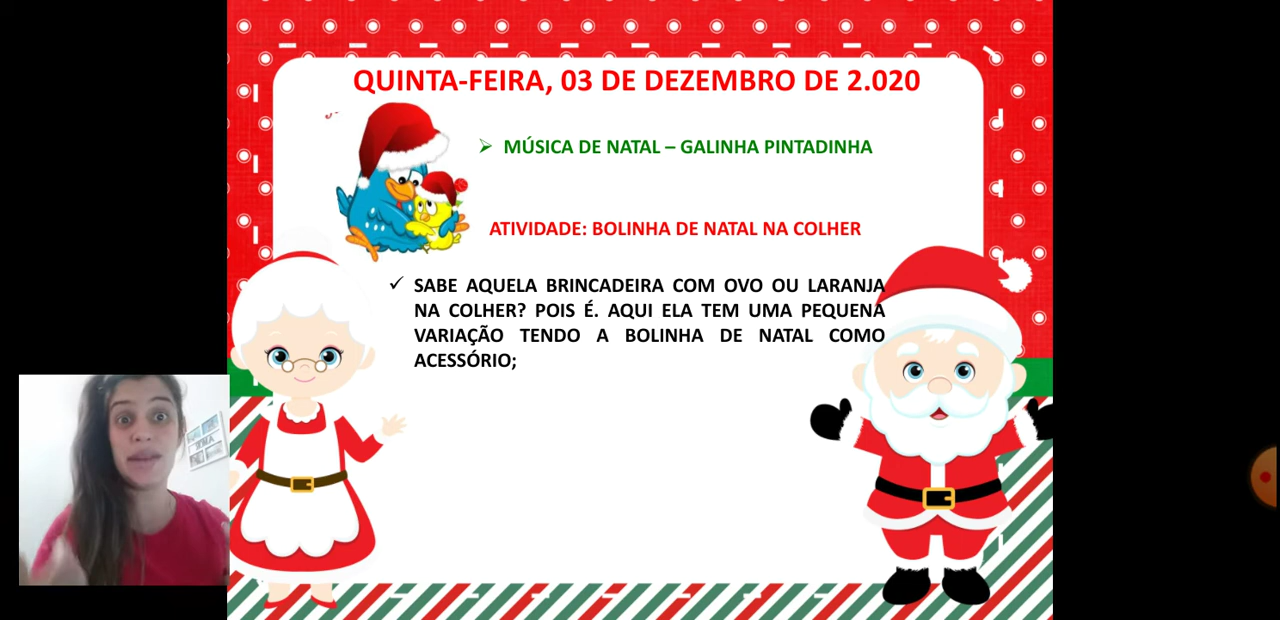 QUINTA-FEIRA, 03 DE DEZEMBRO DE 2.020
MÚSICA DE NATAL – GALINHA PINTADINHA
ATIVIDADE: BOLINHA DE NATAL NA COLHER
SABE AQUELA BRINCADEIRA COM OVO OU LARANJA
NA COLHER? POIS É. AQUI ELA TEM UMA PEQUENA
VARIAÇÃO TENDO A BOLINHA DE NATAL COMO
ACESSÓRIO;